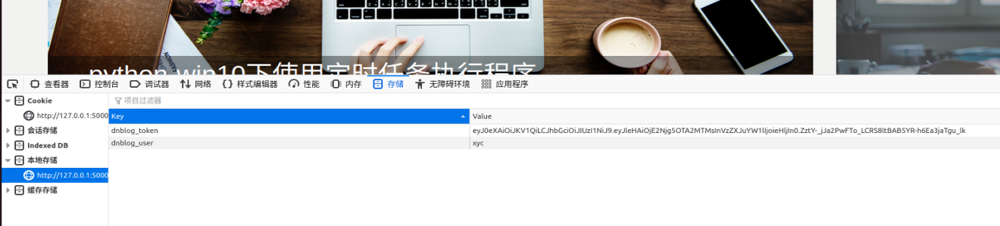 python-win10下使用定时任务执行程序
查看器 控制台 调试器 网络 样式编辑器 性能 内存 存储 无障碍环境 应用程序
Cookie
项目过滤器
http://127.0.0.1:5000
Key Value
会话存储
dnblog_token eyJ0eXAiOiJKV1QiLCJhbGciOiJIUzI1NiJ9.eyJleHAiOjE2Njg5OTA2MTMsInVzZXJuYW1lIjoieHljIn0.ZztY-_jJa2PwFTo_LCRS8ltBAB5YR-h6Ea3jaTgu_lk
Indexed DB
dnblog_user xyc
本地存储
http://127.0.0.1:5000
缓存存储